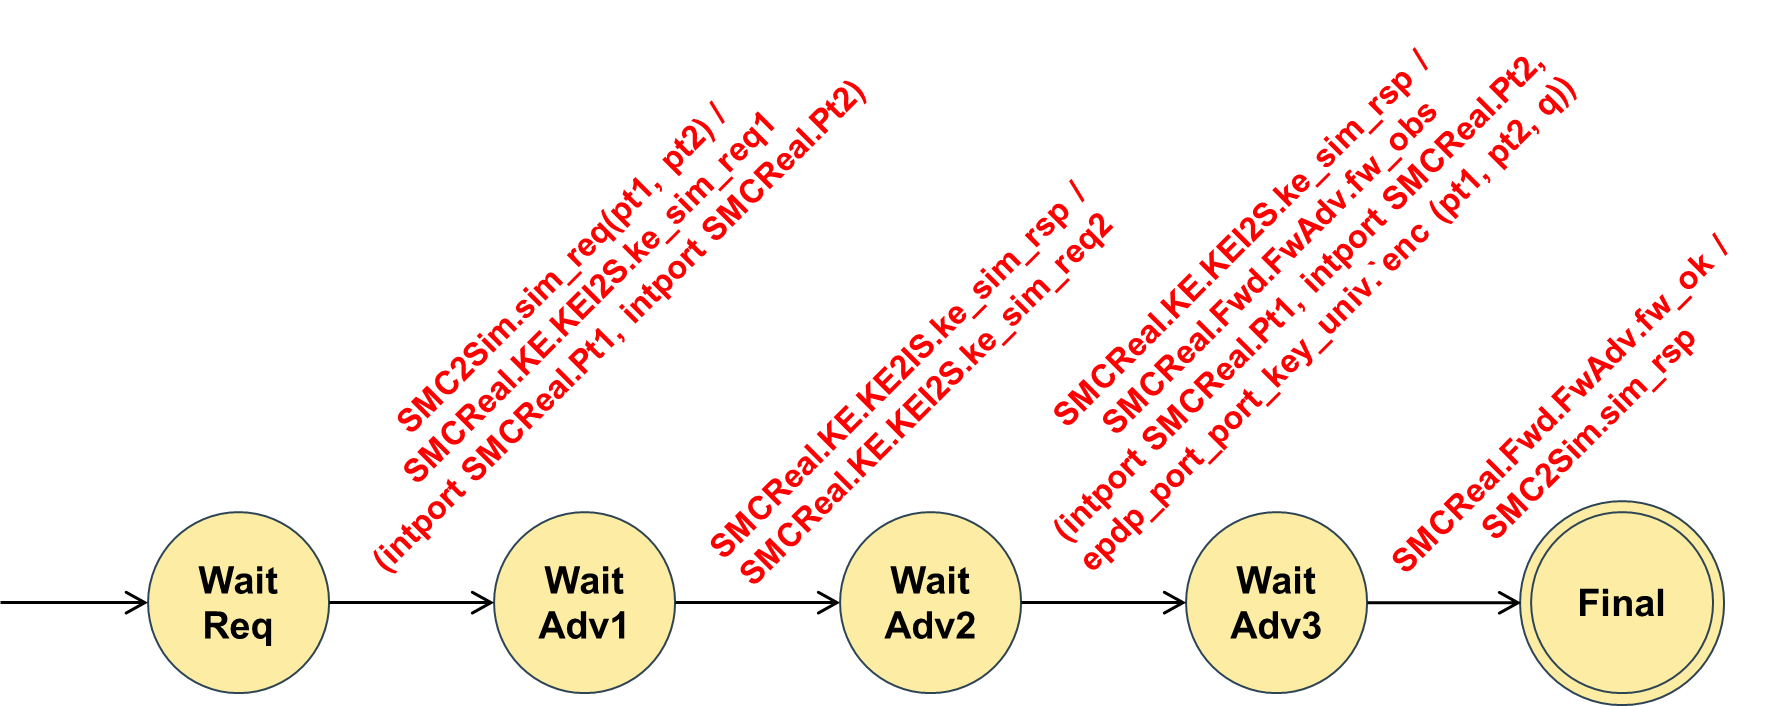 SMC2Sim.sim_req(pt1, pt2) /
SMCReal.KE.KEI2S.ke_sim_req1
(intport SMCReal.Pt1, intport SMCReal.Pt2)
SMCReal.KE.KE2IS.ke_sim_rsp /
SMCReal.KE.KEI2S.ke_sim_req2
SMCReal.KE.KEI2S.ke_sim_rsp /
SMCReal.Fwd.FwAdv.fw_obs
(intport SMCReal.Pt1, intport SMCReal.Pt2,
epdp_port_port_key_univ.`enc (pt1, pt2, q))
SMCReal.Fwd.FwAdv.fw_ok /
SMC2Sim.sim_rsp
Wait
Req
Wait
Adv1
Wait
Adv2
Wait
Adv3
Final